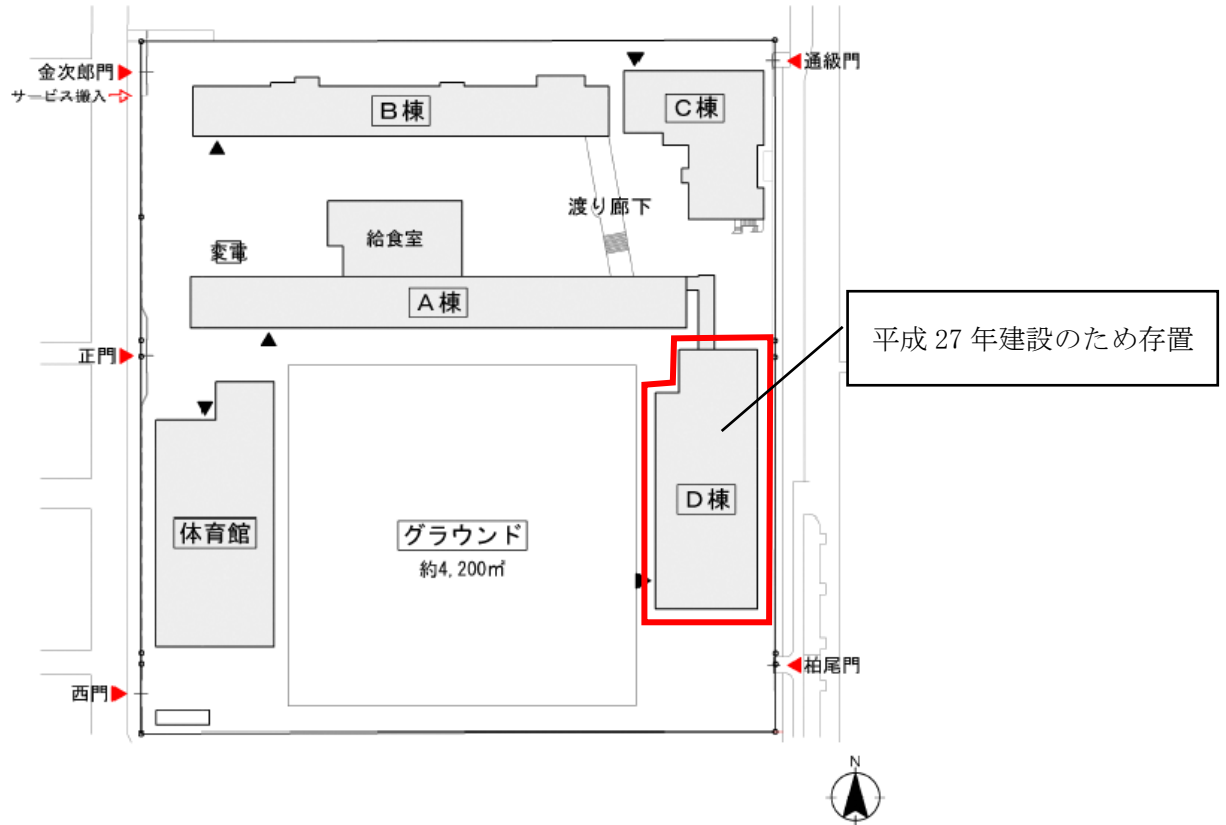 金次郎門
サービス搬入
通級門
B棟
C棟
渡り廊下
給食室
変電
A棟
正門
平成 27 年建設のため存置
体育館
グラウンド
約4,200㎡
D棟
西門
柏尾門
N